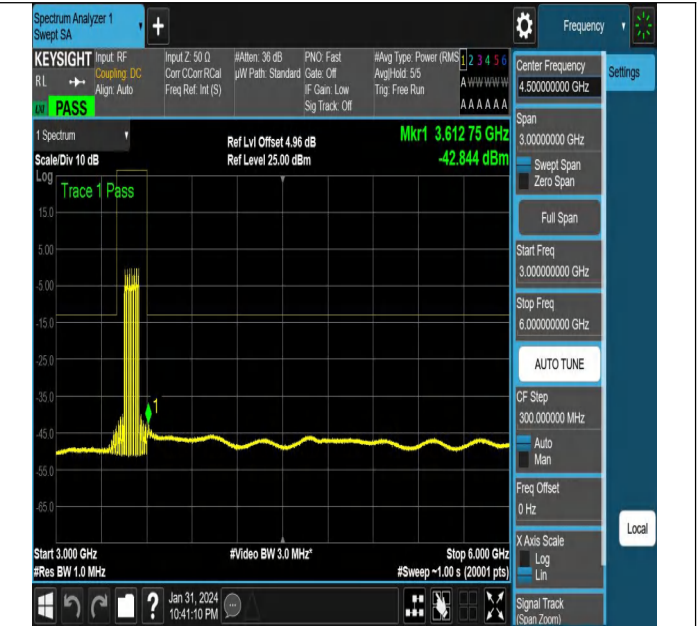 Spectrum Analyzer 1
Swept SA
Frequency
KEYSIGHT
RL
PASS
Input: RF
Coupling: DC
Align: Auto
Input Z: 50 Ω
Corr CCorr RCal
Freq Ref: Int (S)
#Atten: 36 dB
µW Path: Standard
PNO: Fast
Gate: Off
IF Gain: Low
Sig Track: Off
#Avg Type: Power (RMS)
Avg|Hold: 5/5
Trig: Free Run
1 2 3 4 5 6
A W W W W W
A A A A A A
1 Spectrum
Scale/Div 10 dB
Log
Ref Lvl Offset 4.96 dB
Ref Level 25.00 dBm
Mkr1 3.612 75 GHz
-42.844 dBm
Trace 1 Pass
15.0
5.00
-5.00
-15.0
-25.0
-35.0
-45.0
-55.0
-65.0
1
Start 3.000 GHz
#Res BW 1.0 MHz
#Video BW 3.0 MHz*
Stop 6.000 GHz
#Sweep ~1.00 s (20001 pts)
Jan 31, 2024
10:41:10 PM
Center Frequency
4.500000000 GHz
Settings
Span
3.00000000 GHz
Swept Span
Zero Span
Full Span
Start Freq
3.000000000 GHz
Stop Freq
6.000000000 GHz
AUTO TUNE
CF Step
300.000000 MHz
Auto
Man
Freq Offset
0 Hz
X Axis Scale
Log
Lin
Local
Signal Track
(Span Zoom)